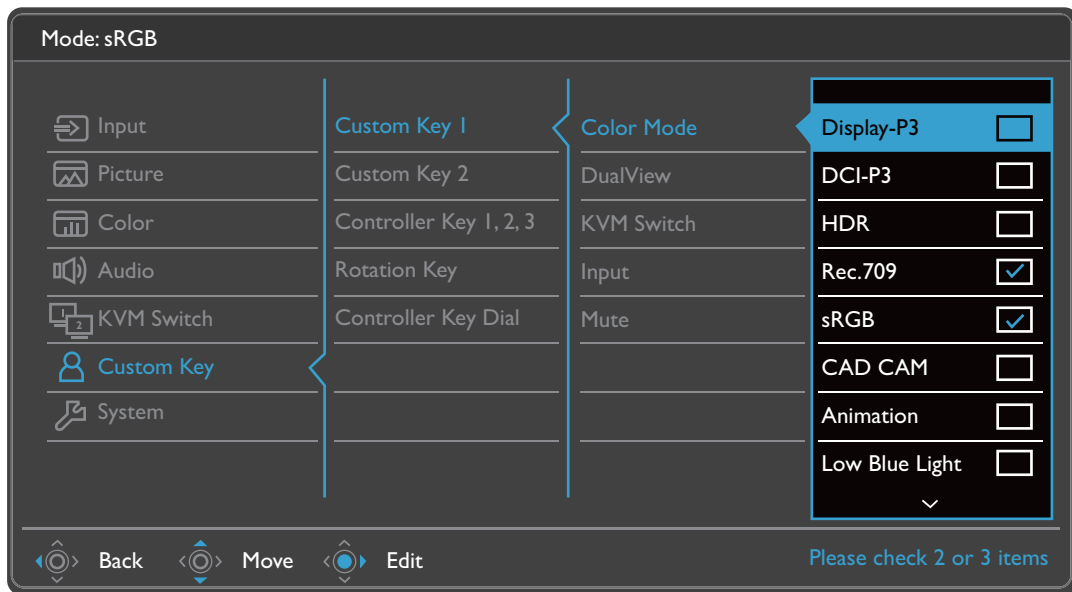 Mode: sRGB
Input
Picture
Color
Audio
KVM Switch
Custom Key
System
Custom Key 1
Custom Key 2
Controller Key 1, 2, 3
Rotation Key
Controller Key Dial
Color Mode
DualView
KVM Switch
Input
Mute
Display-P3
DCI-P3
HDR
Rec.709
sRGB
CAD CAM
Animation
Low Blue Light
Back Move Edit
Please check 2 or 3 items
1
2